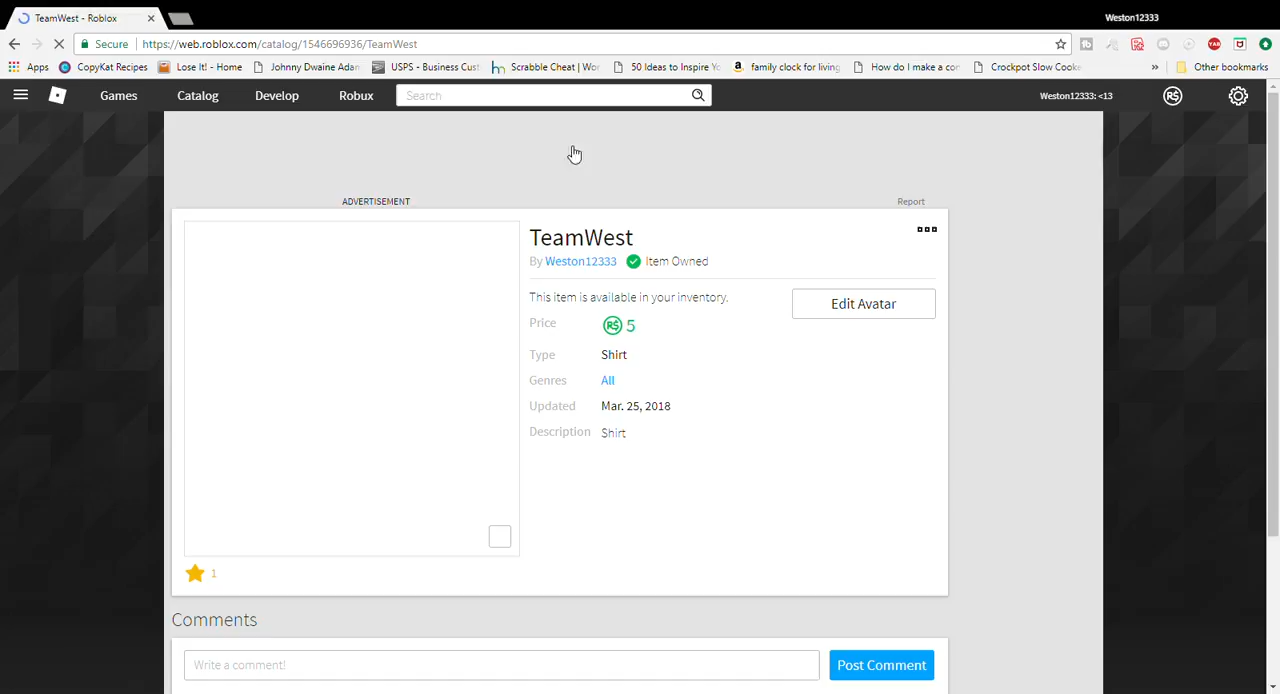 TeamWest - Roblox
Weston12333
Secure https://web.roblox.com/catalog/1546696936/TeamWest
Apps CopyKat Recipes Lose It! - Home Johnny Dwaine Adan USPS - Business Cust Scrabble Cheat | Wor 50 Ideas to Inspire Yo family clock for living How do I make a con Crockpot Slow Cooke » Other bookmarks
Games Catalog Develop Robux Search Weston12333: <13 R$
ADVERTISEMENT Report
TeamWest
By Weston12333 Item Owned
This item is available in your inventory. Edit Avatar
Price R$ 5
Type Shirt
Genres All
Updated Mar. 25, 2018
Description Shirt
1
Comments
Write a comment! Post Comment